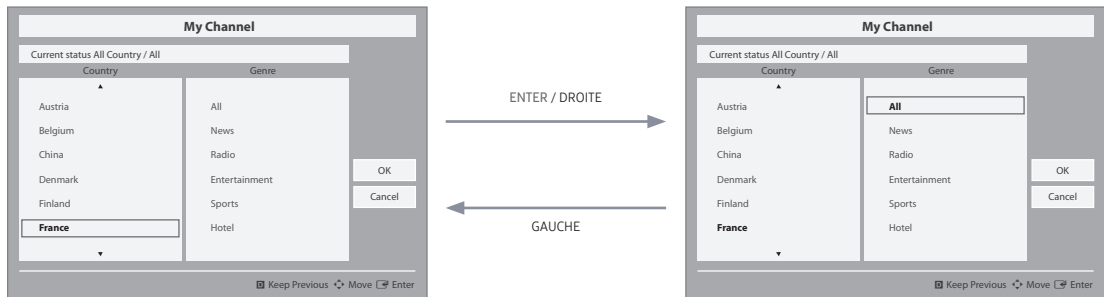 My Channel
Current status All Country / All
Country Genre
Austria All
Belgium News
China Radio
Denmark Entertainment
Finland Sports
France Hotel
OK
Cancel
D Keep Previous Move Enter
ENTER / DROITE
GAUCHE
My Channel
Current status All Country / All
Country Genre
Austria All
Belgium News
China Radio
Denmark Entertainment
Finland Sports
France Hotel
OK
Cancel
D Keep Previous Move Enter